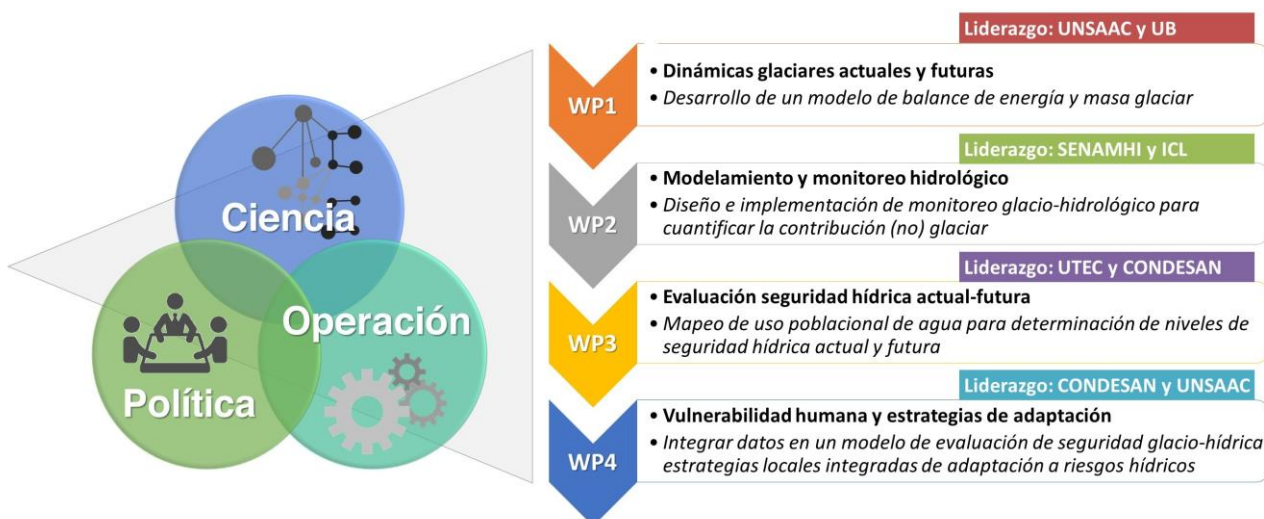 Ciencia
Política
Operación
Liderazgo: UNSAAC y UB
WP1
• Dinámicas glaciares actuales y futuras
• Desarrollo de un modelo de balance de energía y masa glaciar
Liderazgo: SENAMHI y ICL
WP2
• Modelamiento y monitoreo hidrológico
• Diseño e implementación de monitoreo glacio-hidrológico para
cuantificar la contribución (no) glaciar
Liderazgo: UTEC y CONDESAN
WP3
• Evaluación seguridad hídrica actual-futura
• Mapeo de uso poblacional de agua para determinación de niveles de
seguridad hídrica actual y futura
Liderazgo: CONDESAN y UNSAAC
WP4
• Vulnerabilidad humana y estrategias de adaptación
• Integrar datos en un modelo de evaluación de seguridad glacio-hídrica
estrategias locales integradas de adaptación a riesgos hídricos